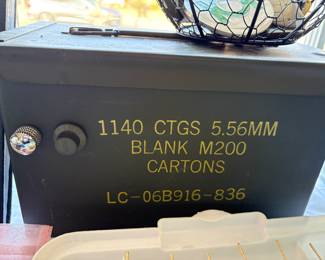 1140 CTGS 5.56MM
BLANK M200
CARTONS
LC-06B916-836